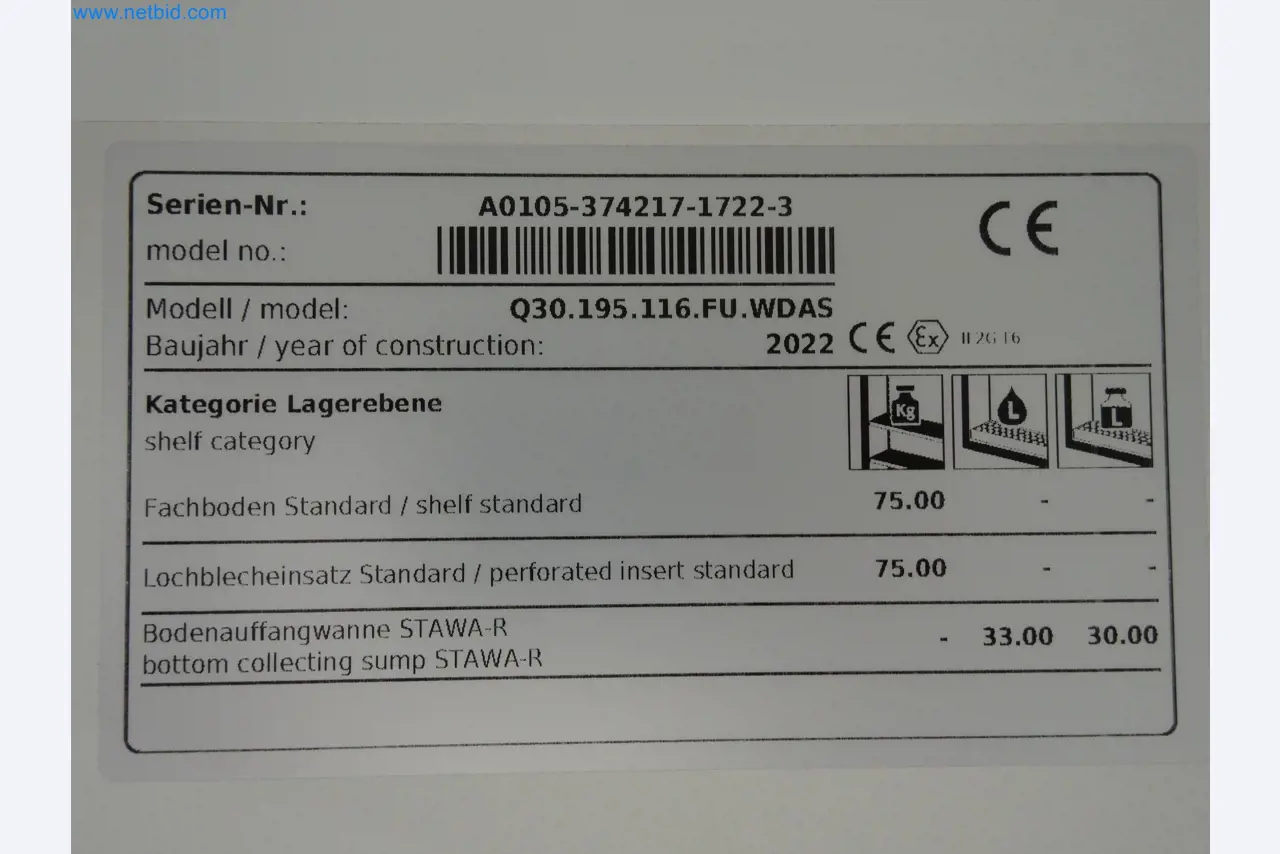 www.netbid.com
Serien-Nr.: A0105-374217-1722-3
model no.:
CE
Modell / model: Q30.195.116.FU.WDAS
Baujahr / year of construction: 2022 CE Ex II 2G T6
Kategorie Lagerebene
shelf category
Kg L L
Fachboden Standard / shelf standard 75.00 - -
Lochblecheinsatz Standard / perforated insert standard 75.00 - -
Bodenauffangwanne STAWA-R
bottom collecting sump STAWA-R - 33.00 30.00